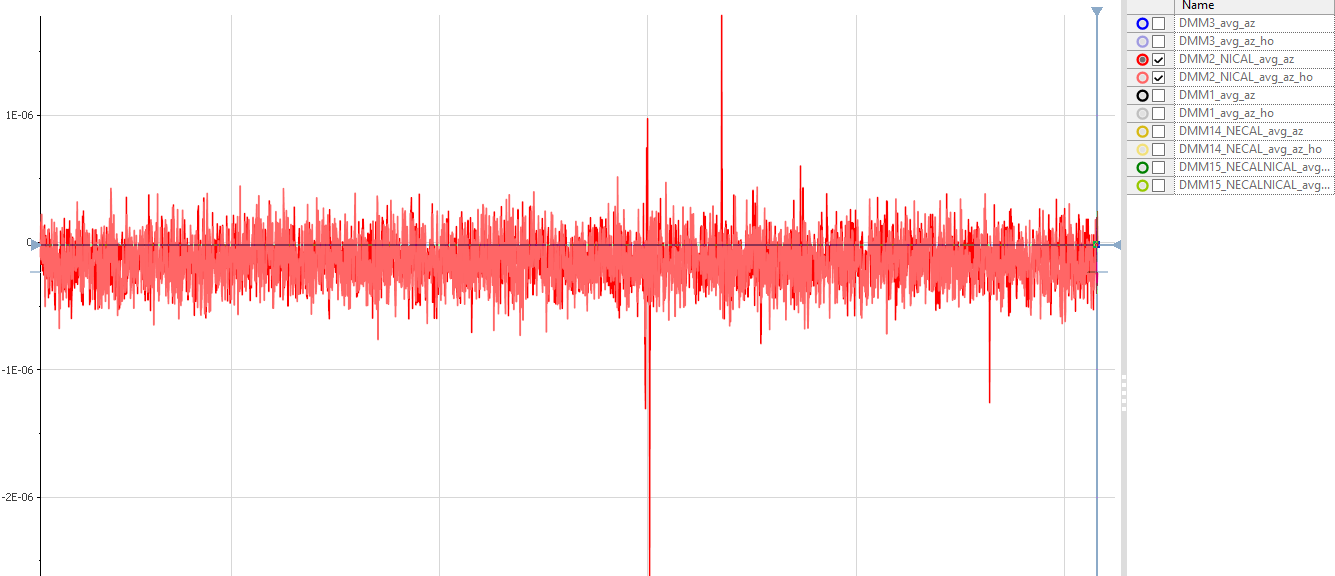 Name
DMM3_avg_az
DMM3_avg_az_ho
DMM2_NICAL_avg_az
DMM2_NICAL_avg_az_ho
DMM1_avg_az
DMM1_avg_az_ho
DMM14_NECAL_avg_az
DMM14_NECAL_avg_az_ho
DMM15_NECALNICAL_avg...
DMM15_NECALNICAL_avg...
1E-06
0
-1E-06
-2E-06